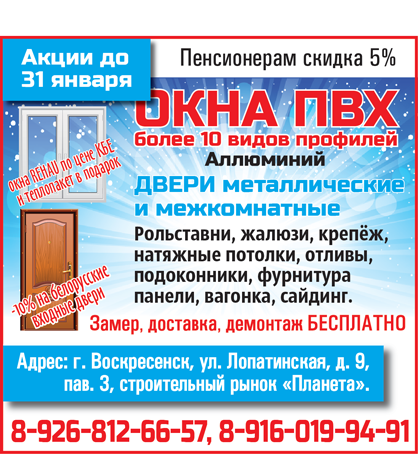 Акции до
31 января
Пенсионерам скидка 5%
ОКНА ПВХ
более 10 видов профилей
Аллюминий
окна REHAU по цене КБЕ
и теплопакет в подарок
ДВЕРИ металлические
и межкомнатные
Рольставни, жалюзи, крепёж,
натяжные потолки, отливы,
подоконники, фурнитура
панели, вагонка, сайдинг.
-10% на белорусские
входные двери
Замер, доставка, демонтаж БЕСПЛАТНО
Адрес: г. Воскресенск, ул. Лопатинская, д. 9,
пав. 3, строительный рынок «Планета».
8-926-812-66-57, 8-916-019-94-91